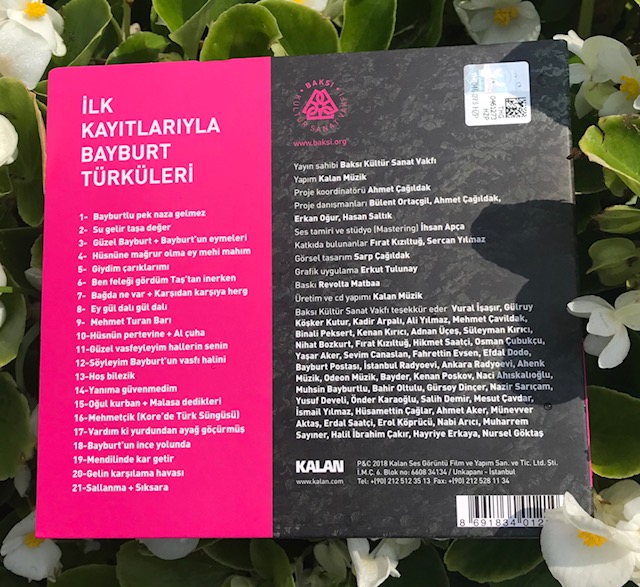 İLK
KAYITLARIYLA
BAYBURT
TÜRKÜLERİ
1- Bayburtlu pek naza gelmez
2- Su gelir taşa değer
3- Güzel Bayburt + Bayburt'un eymeleri
4- Hüsnüne mağrur olma ey mehi mahım
5- Giydim çarıklarımı
6- Ben feleği gördüm Taş'tan inerken
7- Bağda ne var + Karşıdan karşıya herg
8- Ey gül dalı gül dalı
9- Mehmet Turan Barı
10-Hüsnün pertevine + Al çuha
11-Güzel vasfeyleyim hallerin senin
12-Söyleyim Bayburt'un vasfı halini
13-Hoş bilezik
14-Yanıma güvenmedim
15-Oğul kurban + Malasa dedikleri
16-Mehmetçik (Kore'de Türk Süngüsü)
17-Vardım ki yurdundan ayağ göçürmüş
18-Bayburt'un ince yolunda
19-Mendilinde kar getir
20-Gelin karşılama havası
21-Sallanma + Sıksara
BAKSI
KÜLTÜR SANAT VAKFI
www.baksi.org
Yayın sahibi Baksı Kültür Sanat Vakfı
Yapım Kalan Müzik
Proje koordinatörü Ahmet Çağıldak
Proje danışmanları Bülent Ortaçgil, Ahmet Çağıldak,
Erkan Oğur, Hasan Saltık
Ses tamiri ve stüdyo (Mastering) İhsan Apça
Katkıda bulunanlar Fırat Kızıltuğ, Sercan Yılmaz
Görsel tasarım Sarp Çağıldak
Grafik uygulama Erkut Tulunay
Baskı Revolta Matbaa
Üretim ve cd yapımı Kalan Müzik
Baksı Kültür Sanat Vakfı teşekkür eder Vural İşaşır, Gülruy
Köşker Kutur, Kadir Arpalı, Ali Yılmaz, Mehmet Çavildak,
Binali Peksert, Kenan Kırıcı, Adnan Üçeş, Süleyman Kırıcı,
Nihat Bozkurt, Fırat Kızıltuğ, Hikmet Saatçi, Osman Çubukçu,
Yaşar Aker, Sevim Canaslan, Fahrettin Evsen, Efdal Dodo,
Bayburt Postası, İstanbul Radyoevi, Ankara Radyoevi, Ahenk
Müzik, Odeon Müzik, Bayder, Kenan Poskov, Naci Ahıskalıoğlu,
Muhsin Bayburtlu, Bahir Oltulu, Gürsoy Dinçer, Nazir Sarıçam,
Yusuf Develi, Önder Karaoğlu, Salih Demir, Mesut Çavdar,
İsmail Yılmaz, Hüsamettin Çağlar, Ahmet Aker, Münevver
Aktaş, Erdal Saatçi, Erol Köprücü, Nabi Arıcı, Muharrem
Sayıner, Halil İbrahim Çakır, Hayriye Erkaya, Nursel Göktaş
KALAN
www.kalan.com
P&C 2018 Kalan Ses Görüntü Film ve Yapım San. ve Tic. Ltd. Şti.
İ.M.Ç. 6. Blok no: 6608 34134 / Unkapanı - İstanbul
Tel: +(90) 212 512 35 13 Fax: +(90) 212 528 11 34
8 691834 01